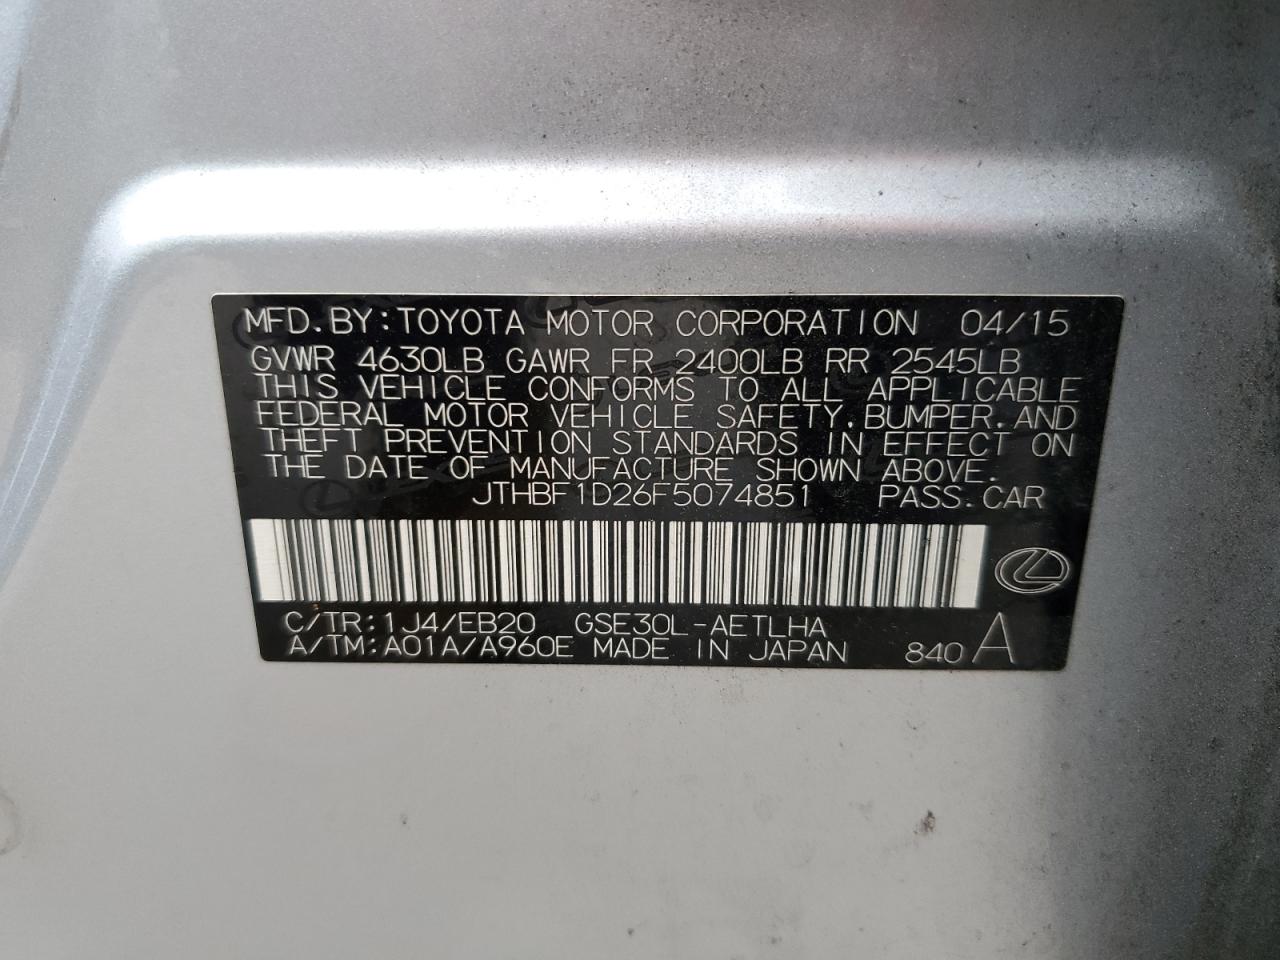 MFD.BY:TOYOTA MOTOR CORPORATION 04/15
GVWR 4630LB GAWR FR 2400LB RR 2545LB
THIS VEHICLE CONFORMS TO ALL APPLICABLE
FEDERAL MOTOR VEHICLE SAFETY,BUMPER,AND
THEFT PREVENTION STANDARDS IN EFFECT ON
THE DATE OF MANUFACTURE SHOWN ABOVE.
JTHBF1D26F5074851 PASS.CAR
C/TR:1J4/EB20 GSE30L-AETLHA
A/TM:A01A/A960E MADE IN JAPAN 840 A